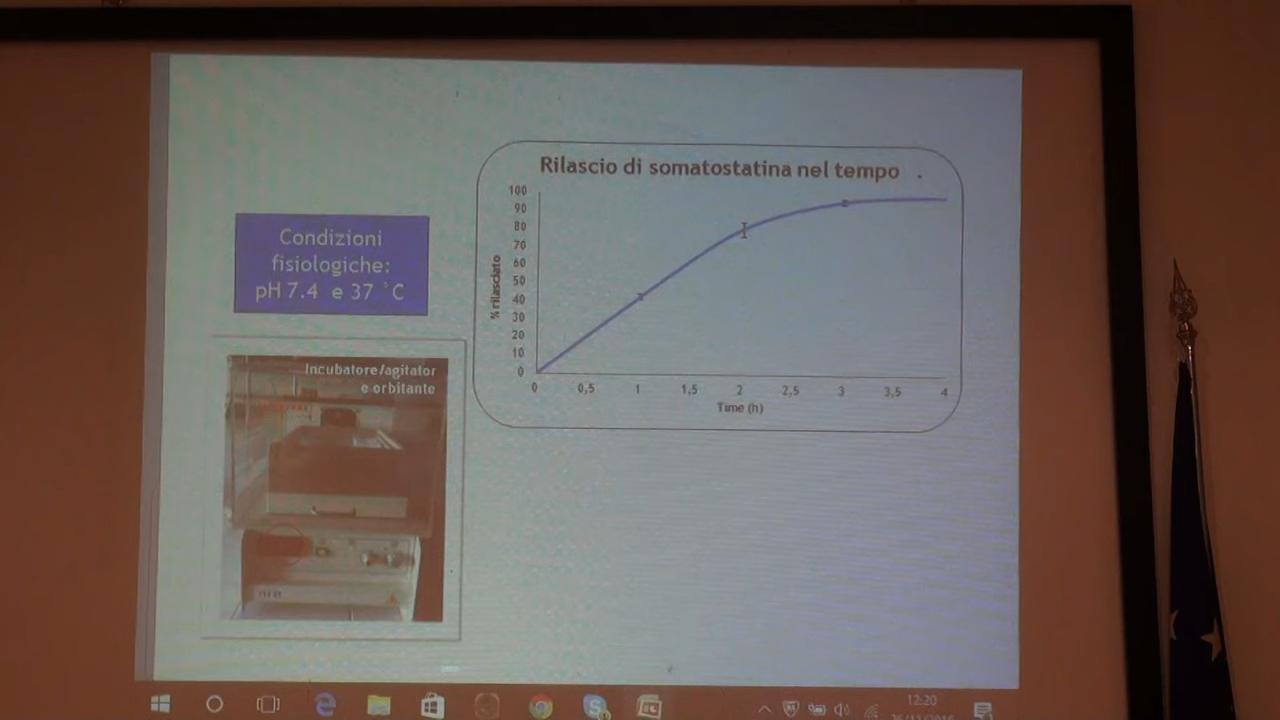 Rilascio di somatostatina nel tempo
100
90
80
70
60
50
40
30
20
10
0
% rilasciato
0 0,5 1 1,5 2 2,5 3 3,5 4
Time (h)
Condizioni
fisiologiche:
pH 7.4 e 37 °C
Incubatore/agitator
e orbitante
12:20